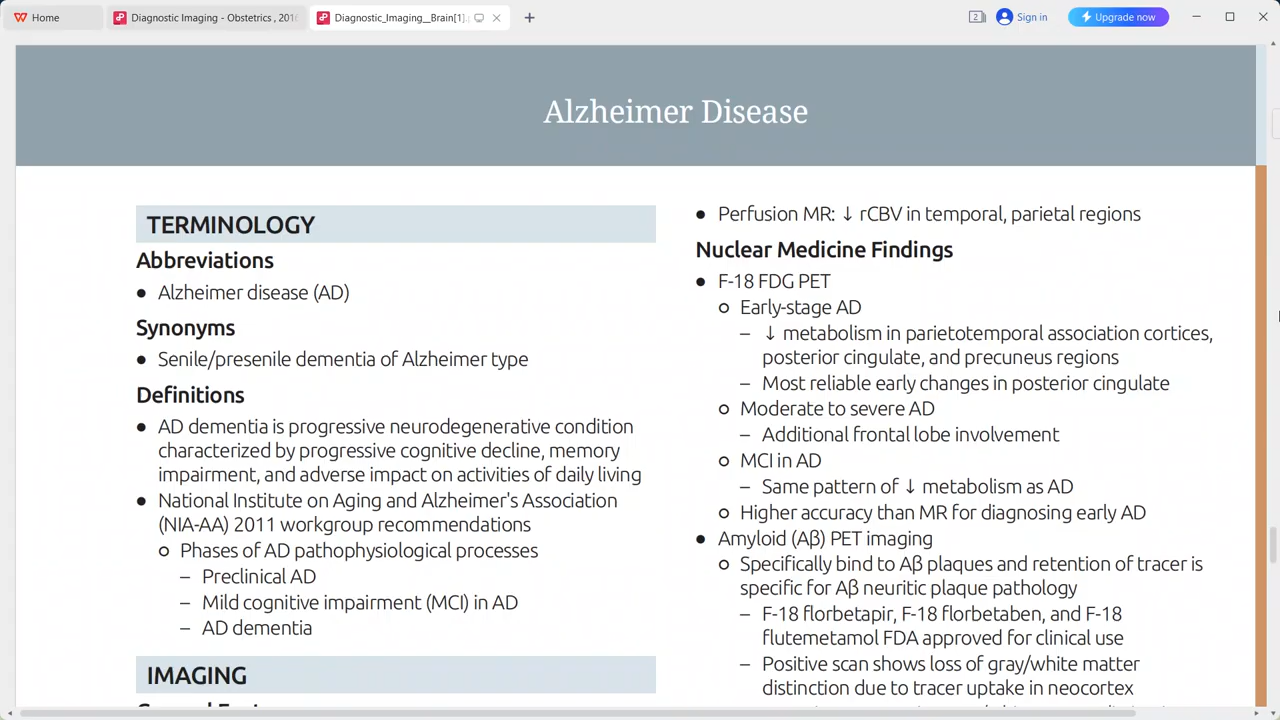 Home
Diagnostic Imaging - Obstetrics , 201
Diagnostic_Imaging__Brain[1].
2
Sign in
Upgrade now
Alzheimer Disease
TERMINOLOGY
Abbreviations
● Alzheimer disease (AD)
Synonyms
● Senile/presenile dementia of Alzheimer type
Definitions
● AD dementia is progressive neurodegenerative condition
characterized by progressive cognitive decline, memory
impairment, and adverse impact on activities of daily living
● National Institute on Aging and Alzheimer's Association
(NIA-AA) 2011 workgroup recommendations
○ Phases of AD pathophysiological processes
– Preclinical AD
– Mild cognitive impairment (MCI) in AD
– AD dementia
IMAGING
● Perfusion MR: ↓ rCBV in temporal, parietal regions
Nuclear Medicine Findings
● F-18 FDG PET
○ Early-stage AD
– ↓ metabolism in parietotemporal association cortices,
posterior cingulate, and precuneus regions
– Most reliable early changes in posterior cingulate
○ Moderate to severe AD
– Additional frontal lobe involvement
○ MCI in AD
– Same pattern of ↓ metabolism as AD
○ Higher accuracy than MR for diagnosing early AD
● Amyloid (Aβ) PET imaging
○ Specifically bind to Aβ plaques and retention of tracer is
specific for Aβ neuritic plaque pathology
– F-18 florbetapir, F-18 florbetaben, and F-18
flutemetamol FDA approved for clinical use
– Positive scan shows loss of gray/white matter
distinction due to tracer uptake in neocortex